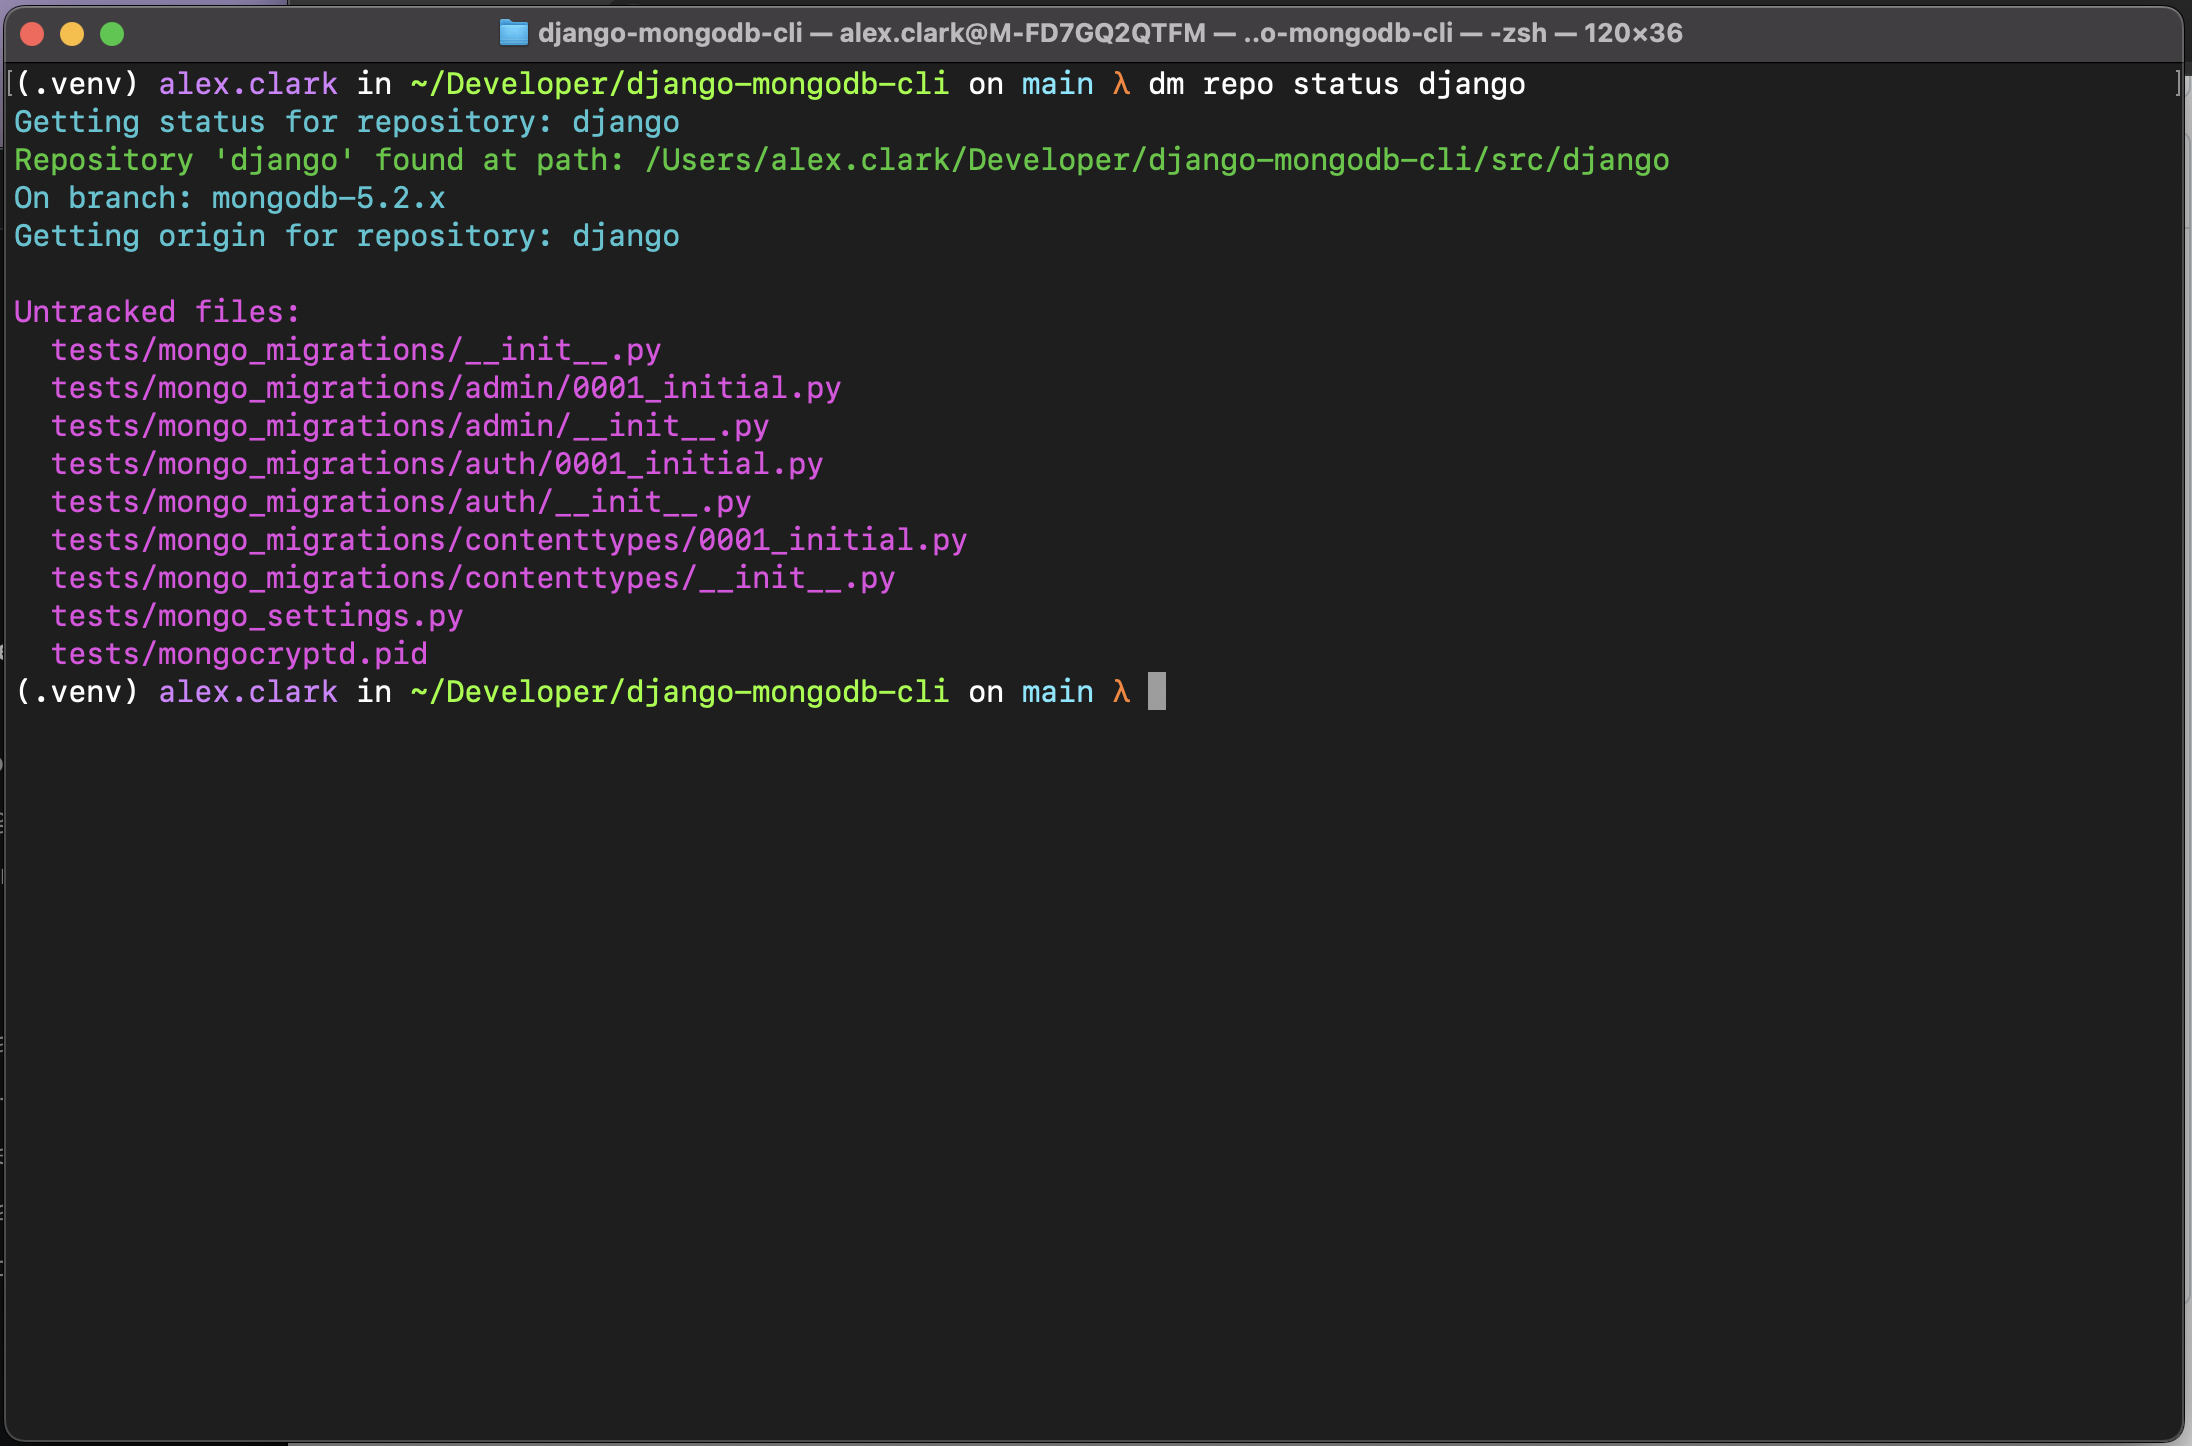 django-mongodb-cli — alex.clark@M-FD7GQ2QTFM — ..o-mongodb-cli — -zsh — 120×36
[(.venv) alex.clark in ~/Developer/django-mongodb-cli on main λ dm repo status django ]
Getting status for repository: django
Repository 'django' found at path: /Users/alex.clark/Developer/django-mongodb-cli/src/django
On branch: mongodb-5.2.x
Getting origin for repository: django
Untracked files:
tests/mongo_migrations/__init__.py
tests/mongo_migrations/admin/0001_initial.py
tests/mongo_migrations/admin/__init__.py
tests/mongo_migrations/auth/0001_initial.py
tests/mongo_migrations/auth/__init__.py
tests/mongo_migrations/contenttypes/0001_initial.py
tests/mongo_migrations/contenttypes/__init__.py
tests/mongo_settings.py
tests/mongocryptd.pid
(.venv) alex.clark in ~/Developer/django-mongodb-cli on main λ